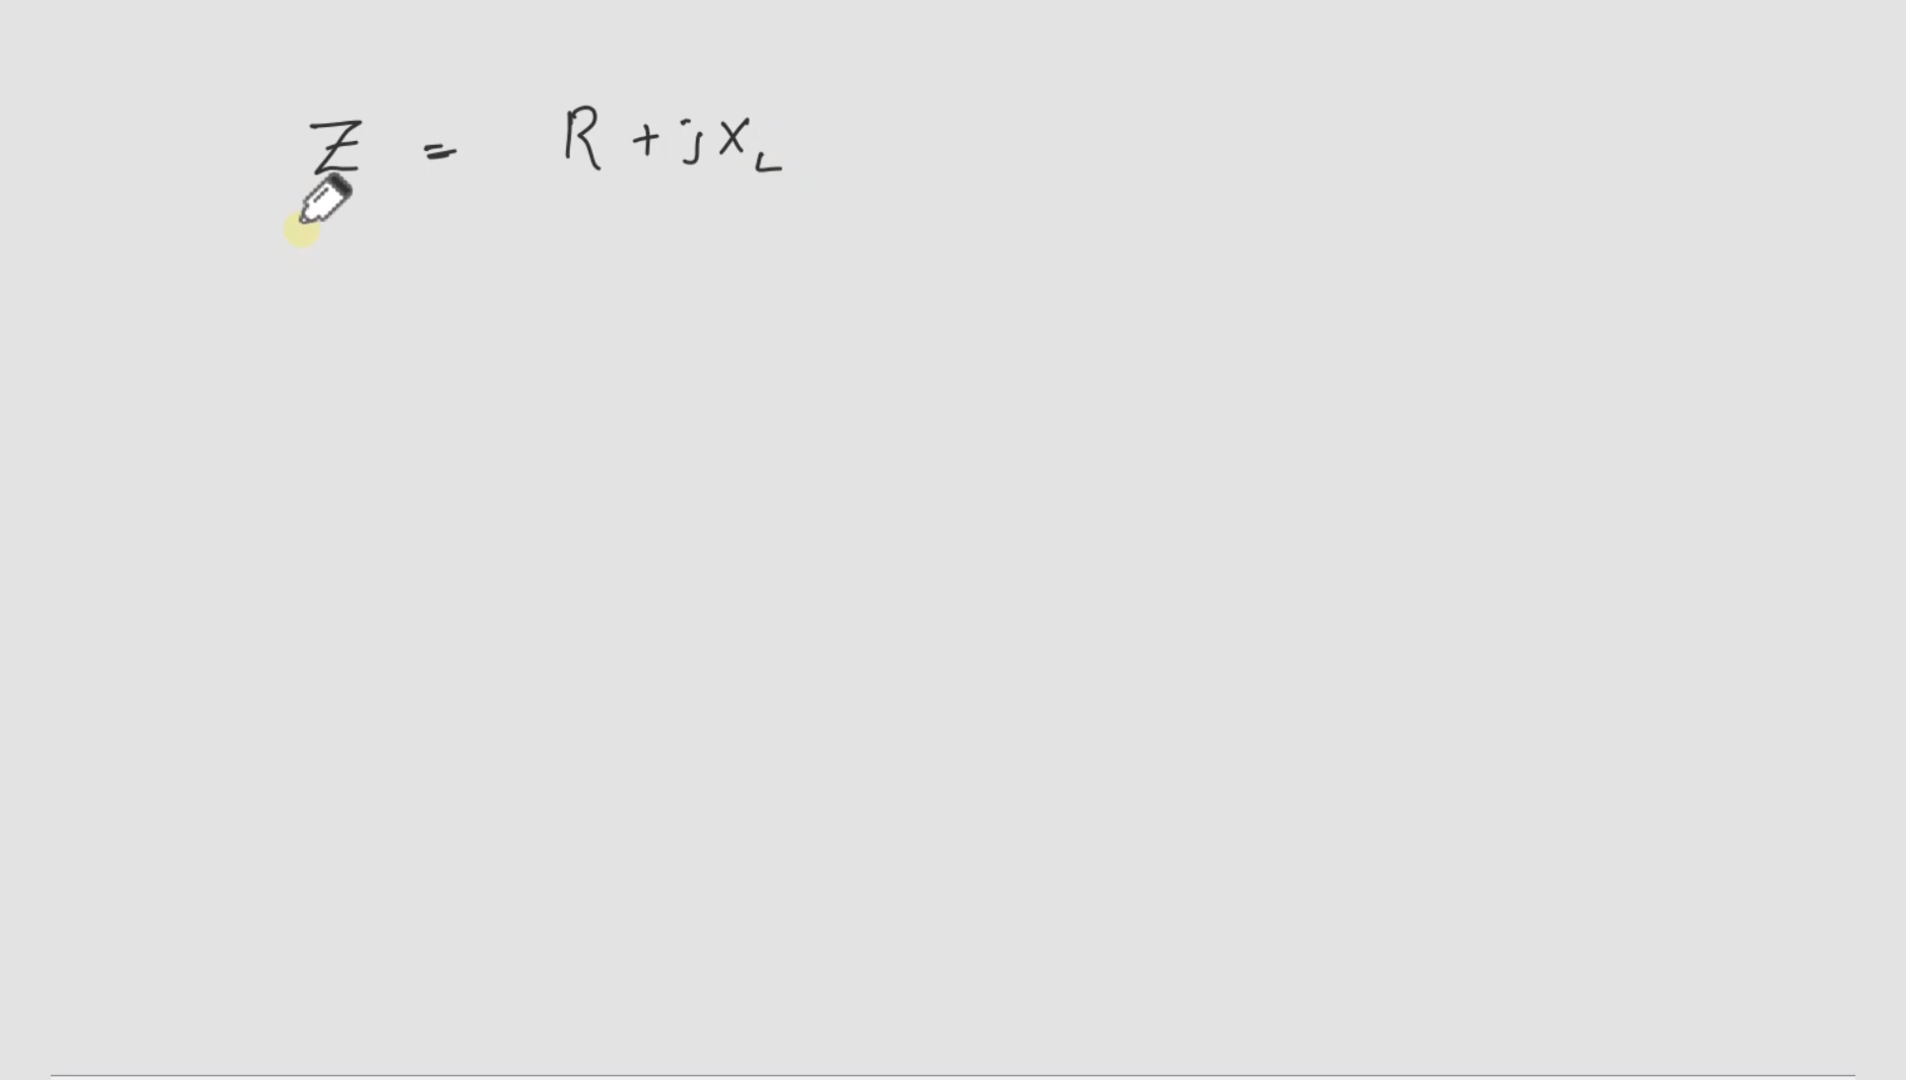 Z = R + jX_L